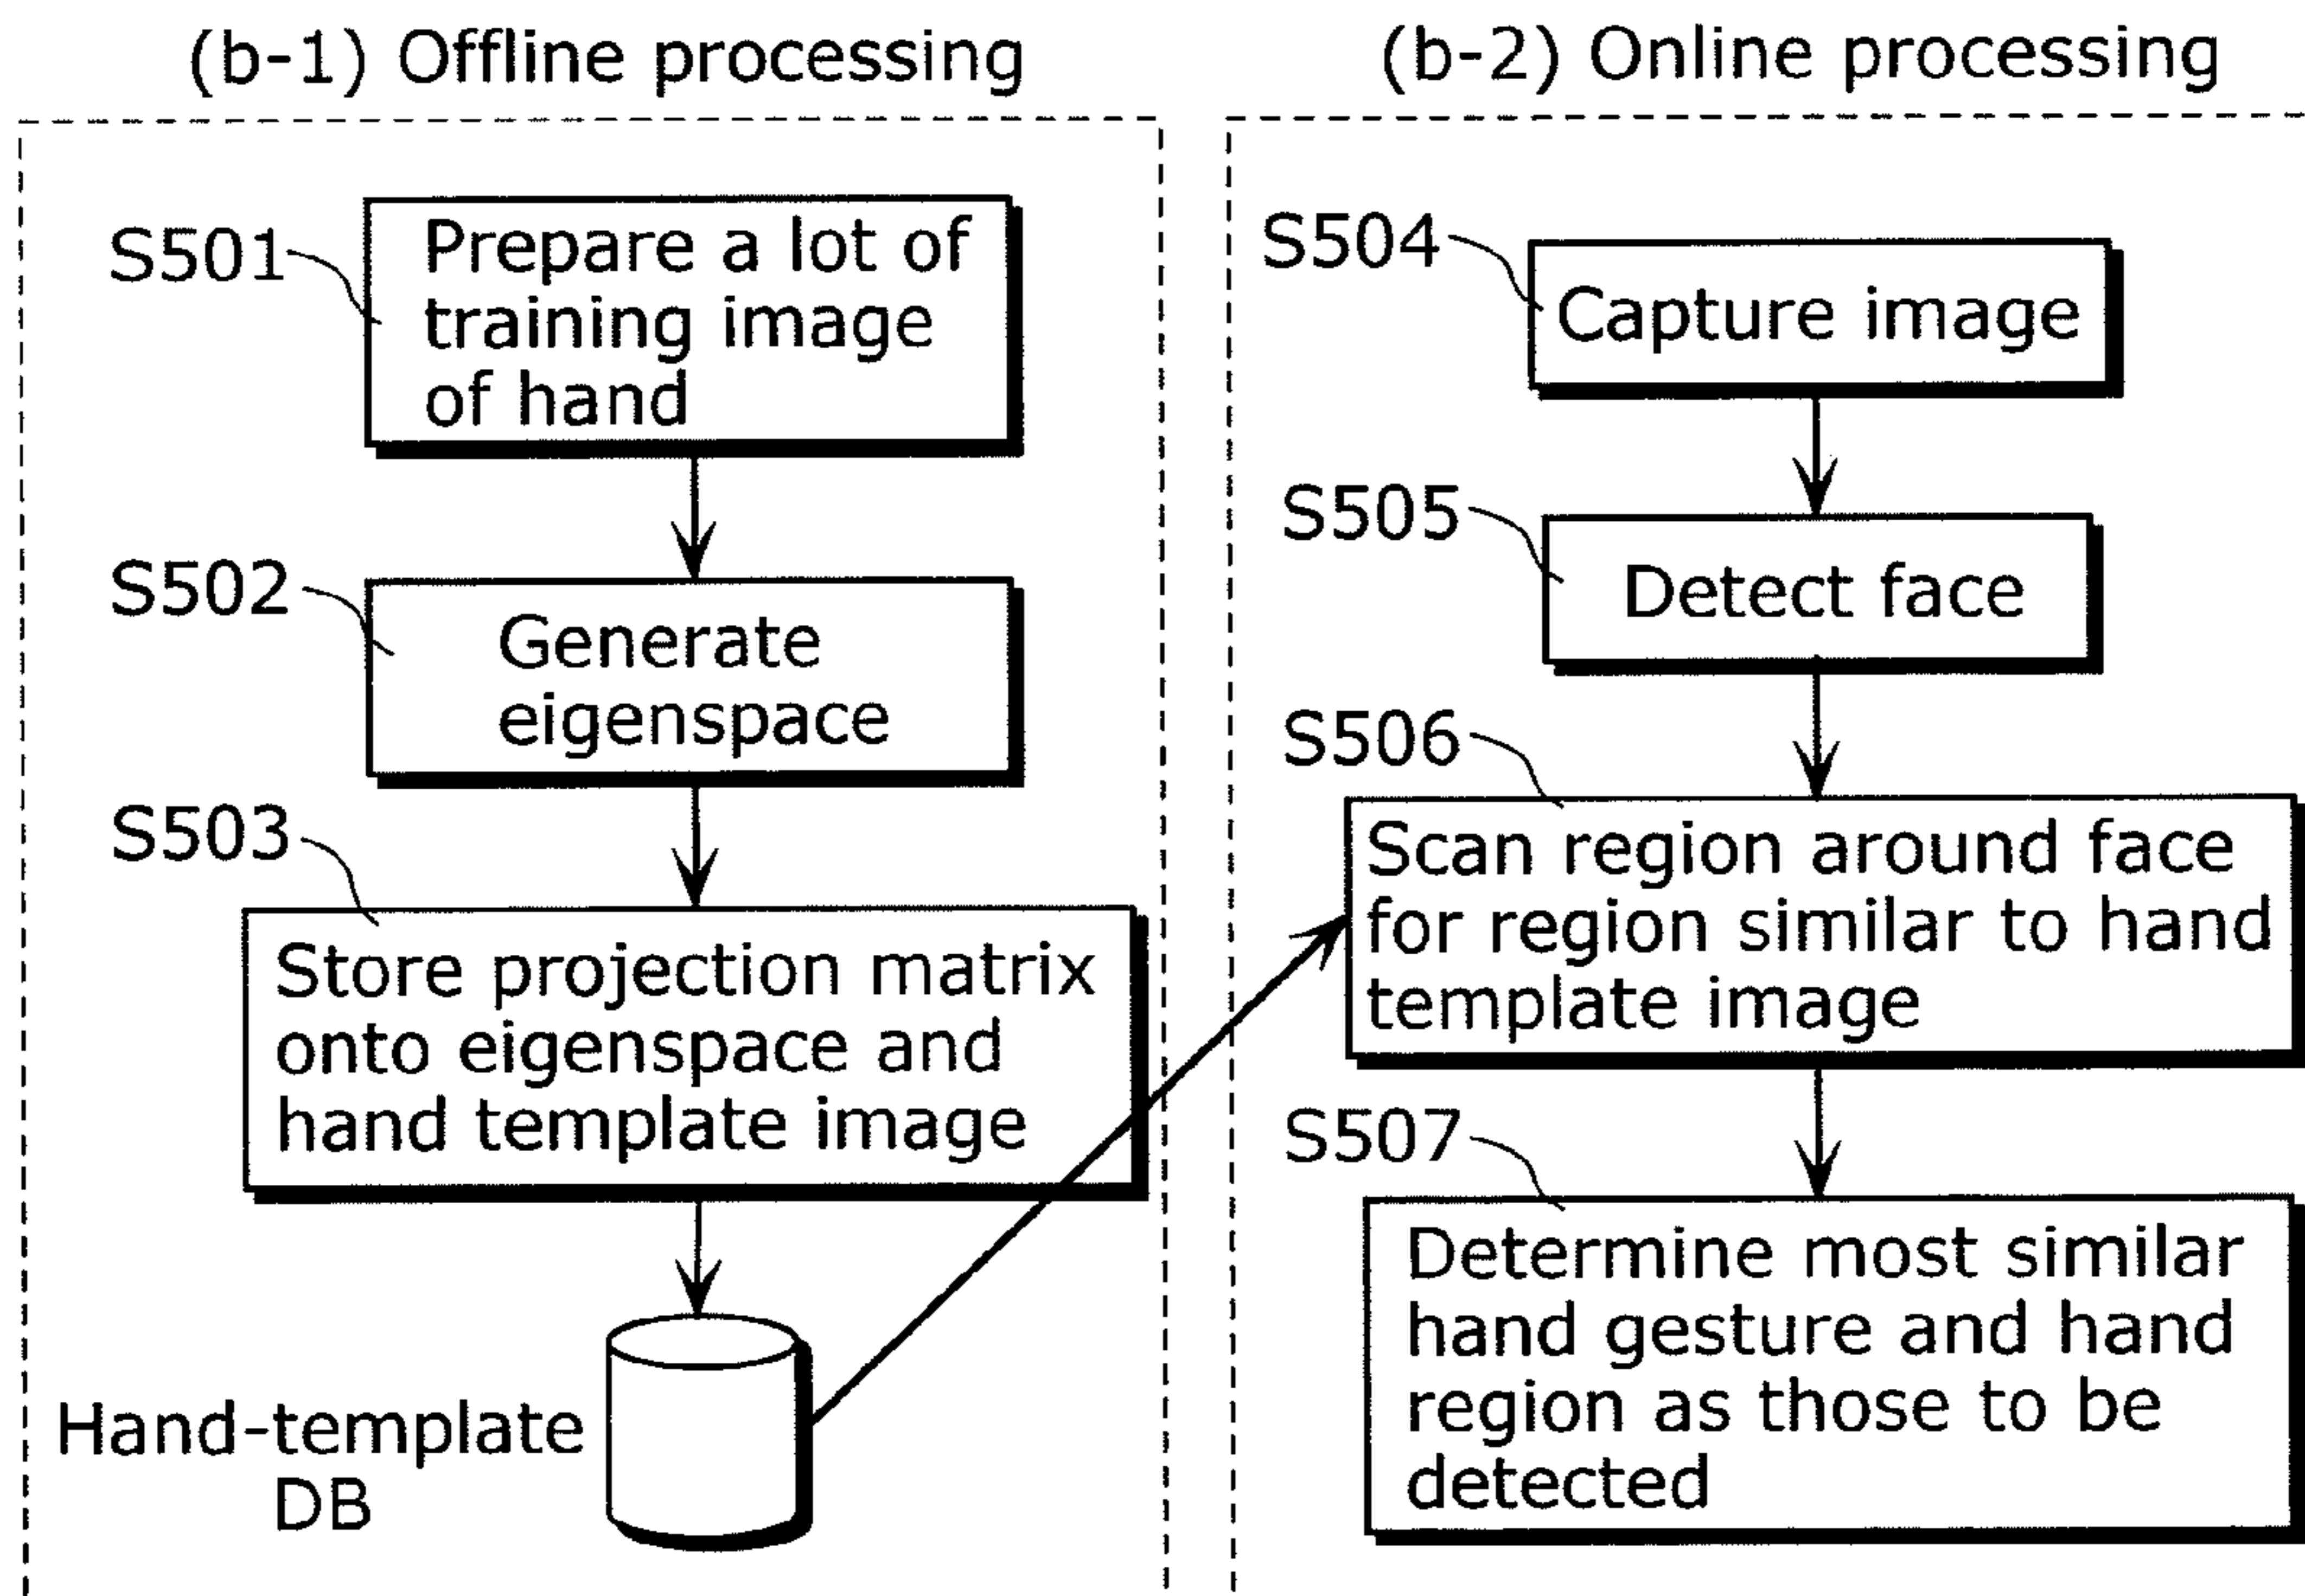 (b-1) Offline processing
S501
Prepare a lot of
training image
of hand
S502
Generate
eigenspace
S503
Store projection matrix
onto eigenspace and
hand template image
Hand-template
DB
(b-2) Online processing
S504
Capture image
S505
Detect face
S506
Scan region around face
for region similar to hand
template image
S507
Determine most similar
hand gesture and hand
region as those to be
detected